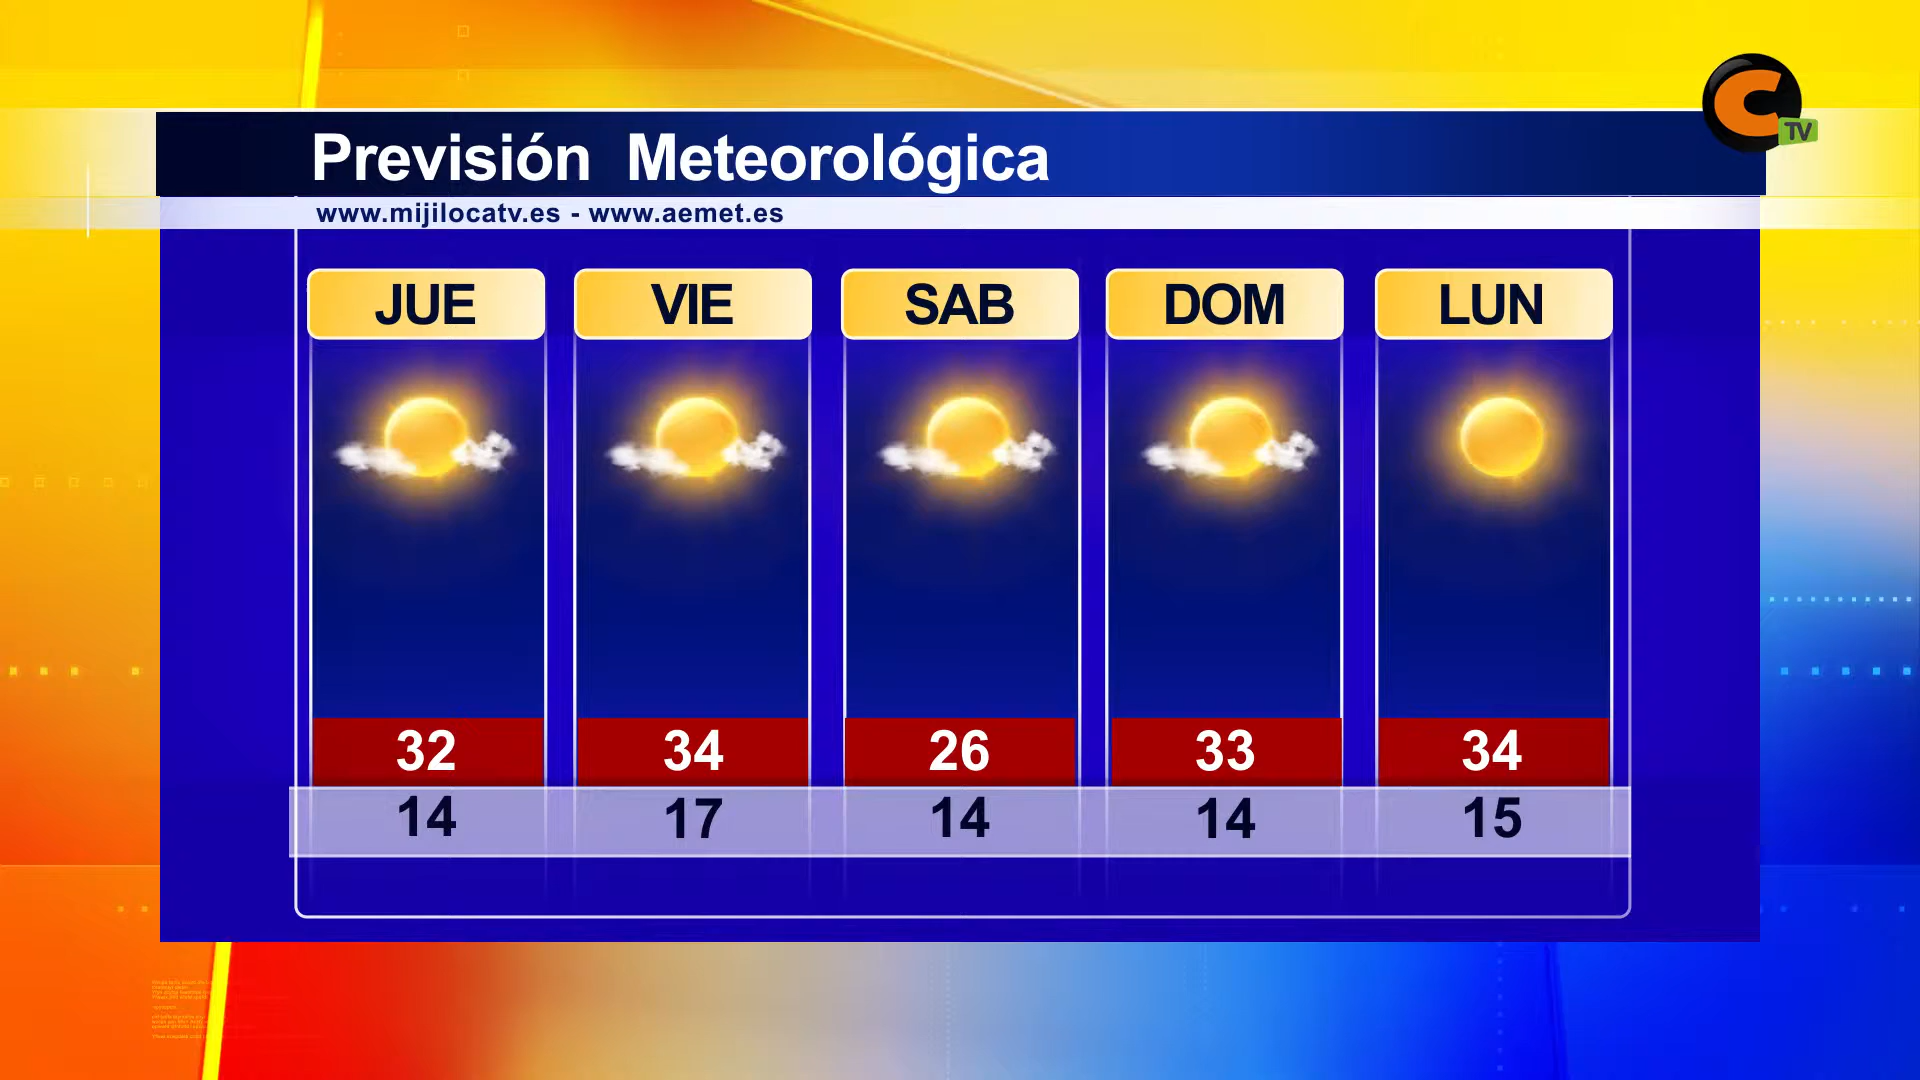 Previsión Meteorológica
www.mijilocatv.es - www.aemet.es
C TV
JUE VIE SAB DOM LUN
32 34 26 33 34
14 17 14 14 15